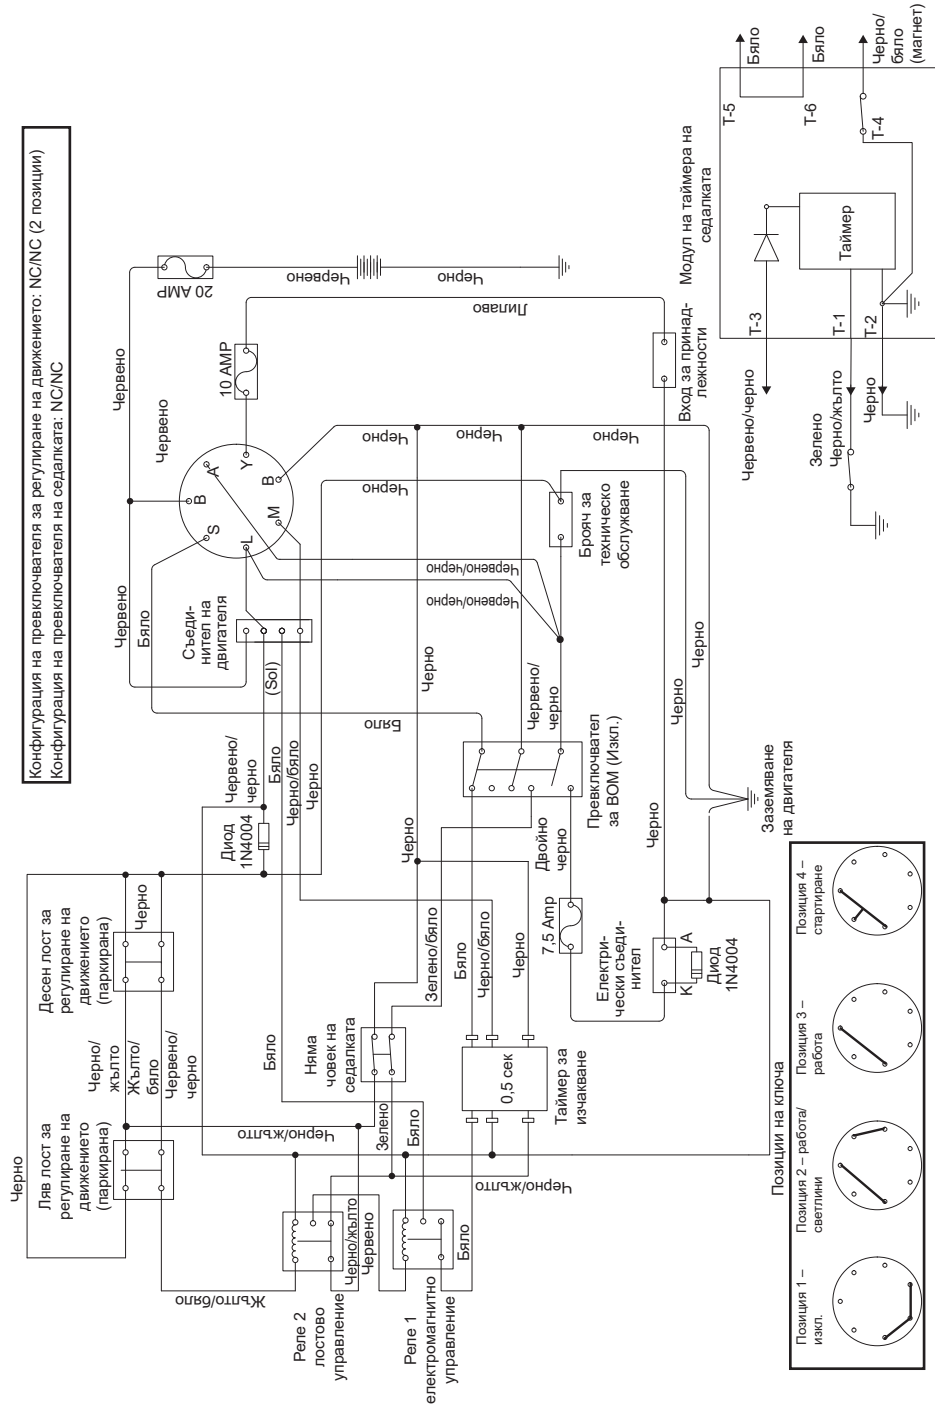 Конфигурация на превключвателя за регулиране на движението: NC/NC (2 позиции)
Конфигурация на превключвателя на седалката: NC/NC
Черно
Ляв лост за
регулиране на
движението
(паркирана)
Черно/
жълто
Жълто/
бяло
Червено/
черно
Десен лост за
регулиране на
движението
(паркирана)
Черно
Диод
1N4004
Червено/
черно
(Sol)
Бяло
Черно/бяло
Черно
Съеди-
нител на
двигателя
Червено
Бяло
S
B
A
L
Y
M
B
Червено
Червено
10 AMP
20 AMP
Червено
Черно
Лилаво
Черно
Черно
Черно
Черно
Червено/черно
Червено/черно
Брояч за
техническо
обслужване
Вход за принад-
лежности
Модул на таймера на
седалката
T-5
Бяло
T-6
Бяло
T-4
Черно/
бяло
(магнет)
Таймер
T-3
Червено/черно
T-1
Зелено
Черно/жълто
T-2
Черно
Жълто/бяло
Черно/жълто
Бяло
Няма
човек на
седалката
Зелено
Бяло
Зелено/бяло
Черно
Черно
Бяло
Червено/
черно
Превключвател
за ВОМ (Изкл.)
Двойно
черно
Бяло
Черно/бяло
Черно
0,5 сек
Таймер за
изчакване
7,5 Amp
Електри-
чески съеди-
нител
K
A
Диод
1N4004
Черно
Черно
Черно
Заземяване
на двигателя
Реле 2
лостово
управление
Черно/жълто
Червено
Реле 1
електромагнитно
управление
Бяло
Черно/жълто
Позиции на ключа
Позиция 1 –
изкл.
Позиция 2 – работа/
светлини
Позиция 3 –
работа
Позиция 4 –
стартиране